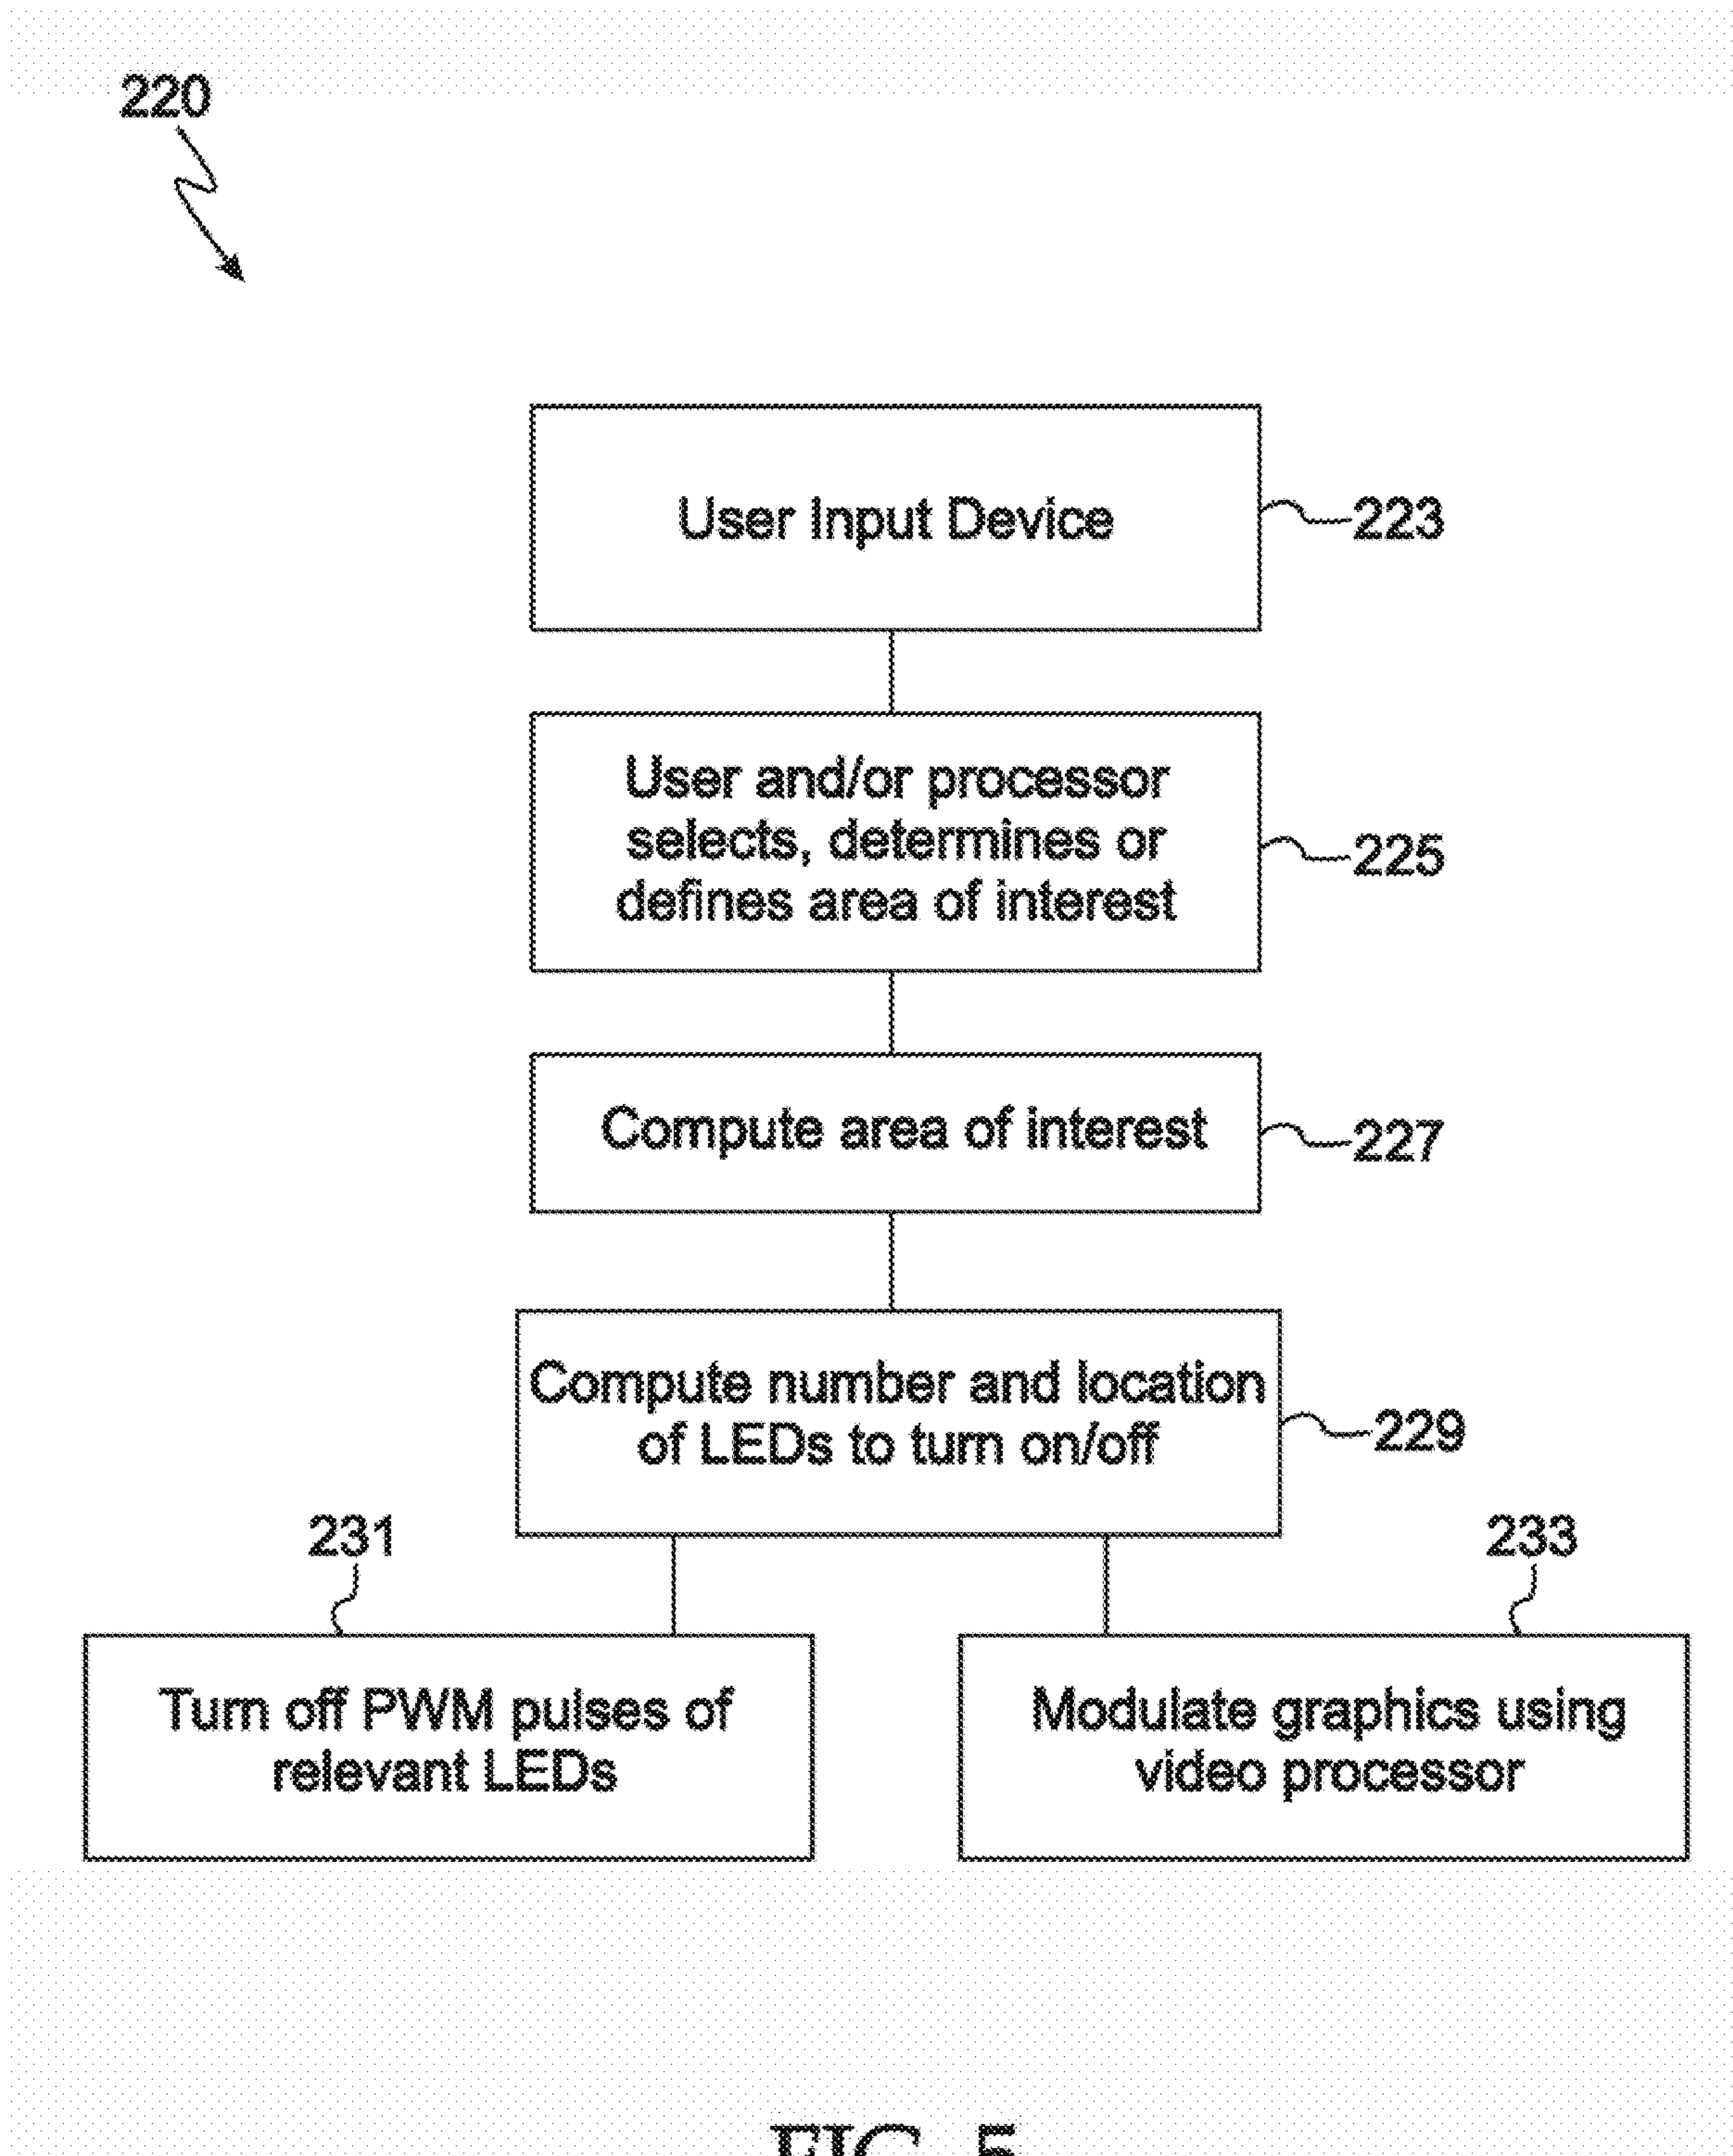 220
User Input Device
223
User and/or processor
selects, determines or
defines area of interest
225
Compute area of interest
227
Compute number and location
of LEDs to turn on/off
229
231
233
Turn off PWM pulses of
relevant LEDs
Modulate graphics using
video processor
FIG. 5